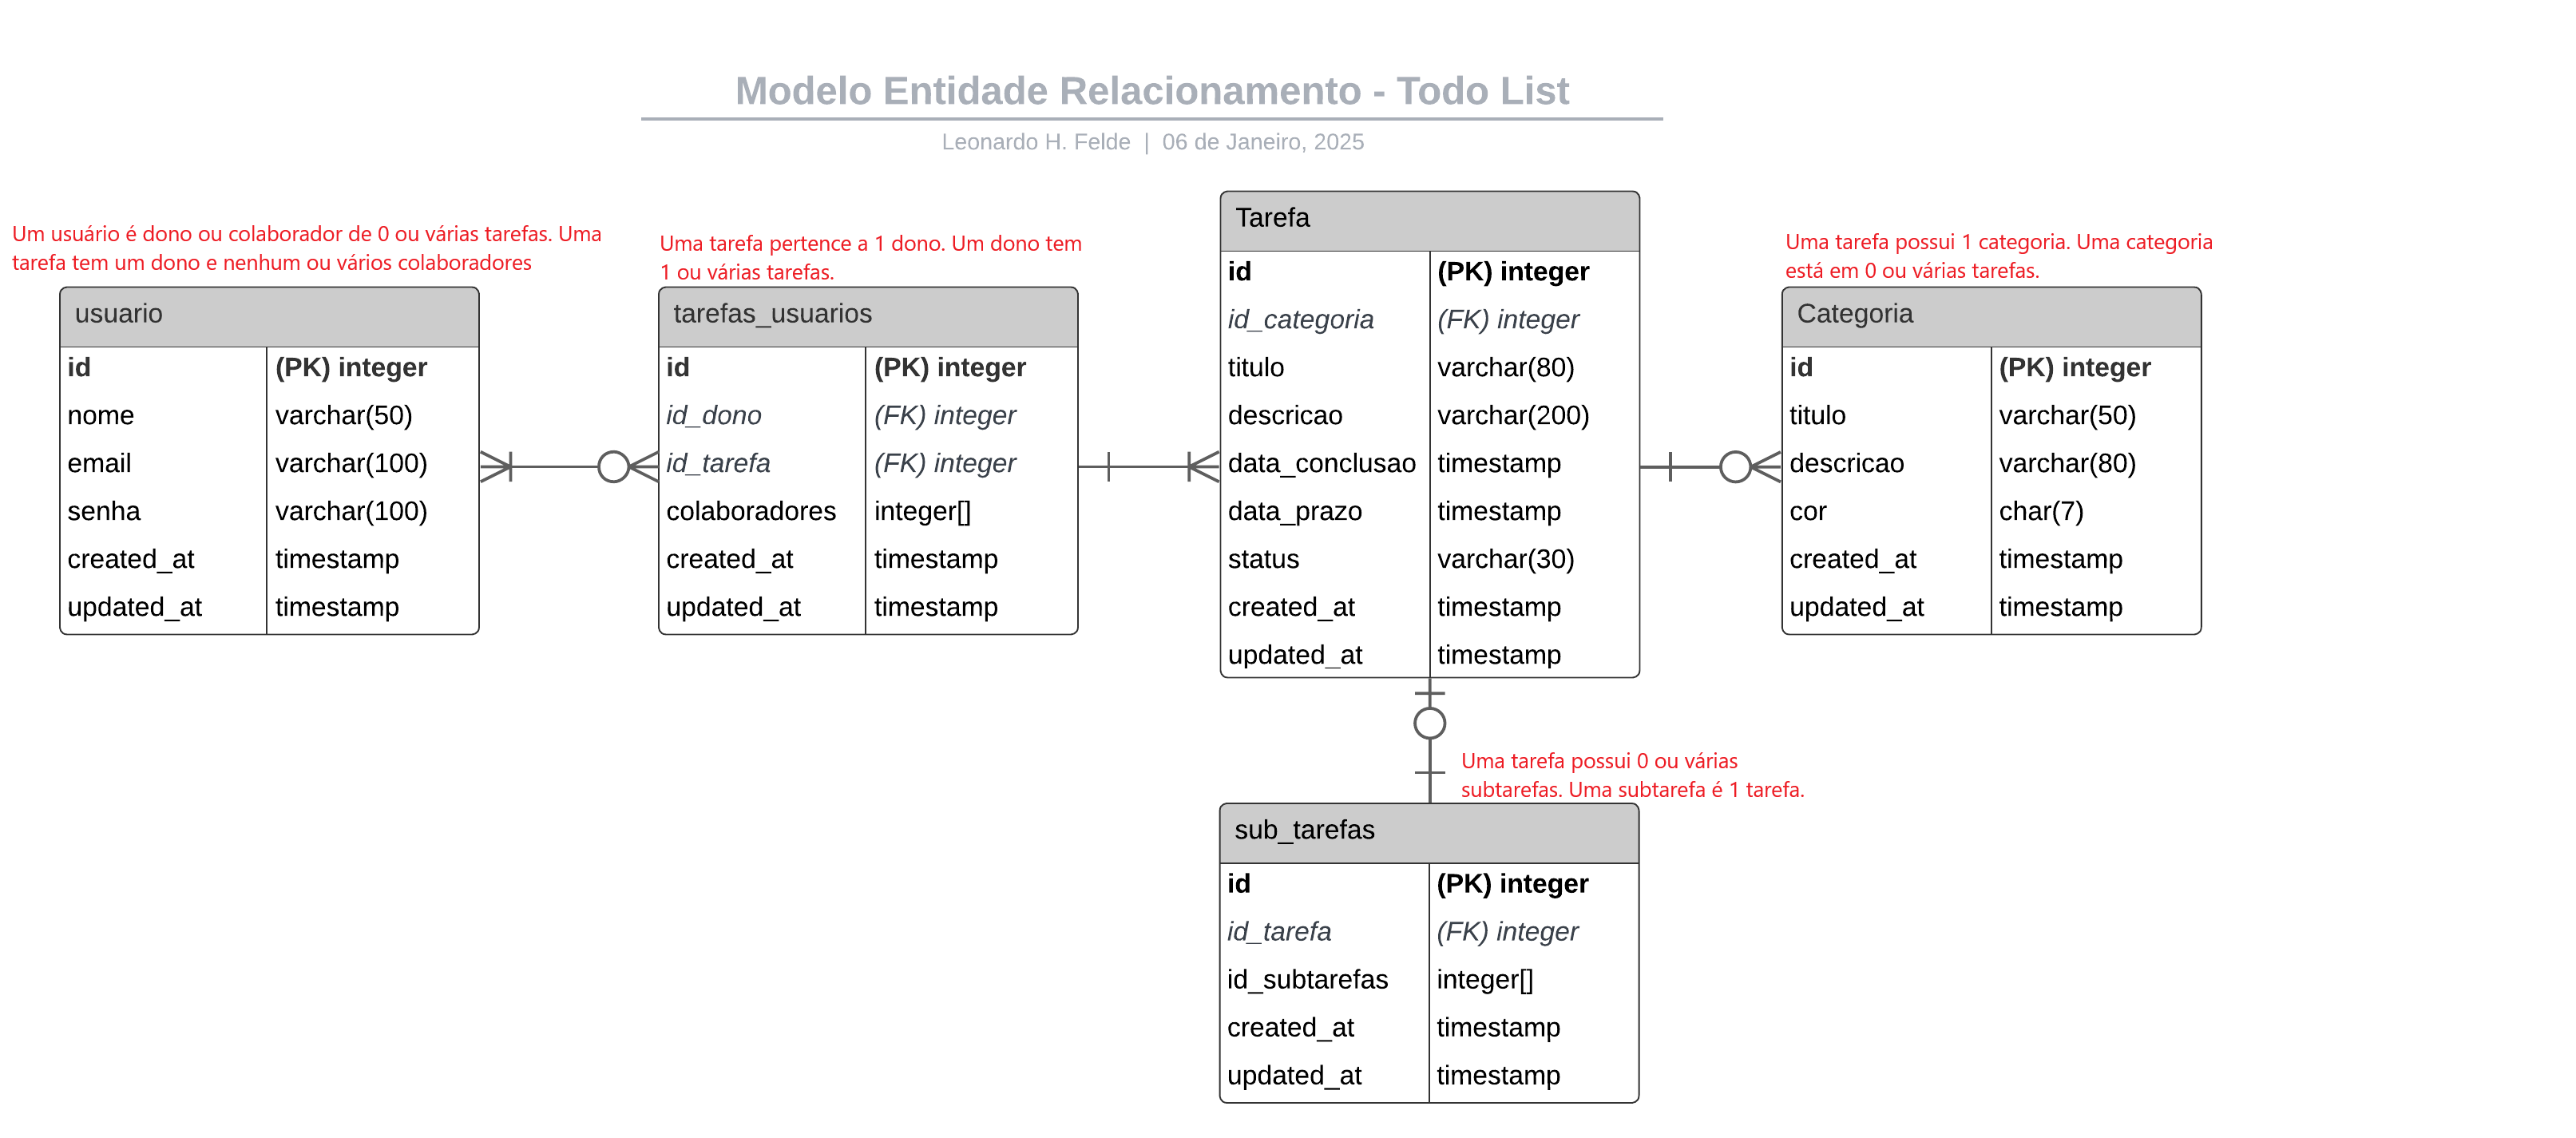 Modelo Entidade Relacionamento - Todo List
Leonardo H. Felde | 06 de Janeiro, 2025
Um usuário é dono ou colaborador de 0 ou várias tarefas. Uma
tarefa tem um dono e nenhum ou vários colaboradores
usuario
id (PK) integer
nome varchar(50)
email varchar(100)
senha varchar(100)
created_at timestamp
updated_at timestamp
Uma tarefa pertence a 1 dono. Um dono tem
1 ou várias tarefas.
tarefas_usuarios
id (PK) integer
id_dono (FK) integer
id_tarefa (FK) integer
colaboradores integer[]
created_at timestamp
updated_at timestamp
Tarefa
id (PK) integer
id_categoria (FK) integer
titulo varchar(80)
descricao varchar(200)
data_conclusao timestamp
data_prazo timestamp
status varchar(30)
created_at timestamp
updated_at timestamp
Uma tarefa possui 1 categoria. Uma categoria
está em 0 ou várias tarefas.
Categoria
id (PK) integer
titulo varchar(50)
descricao varchar(80)
cor char(7)
created_at timestamp
updated_at timestamp
Uma tarefa possui 0 ou várias
subtarefas. Uma subtarefa é 1 tarefa.
sub_tarefas
id (PK) integer
id_tarefa (FK) integer
id_subtarefas integer[]
created_at timestamp
updated_at timestamp